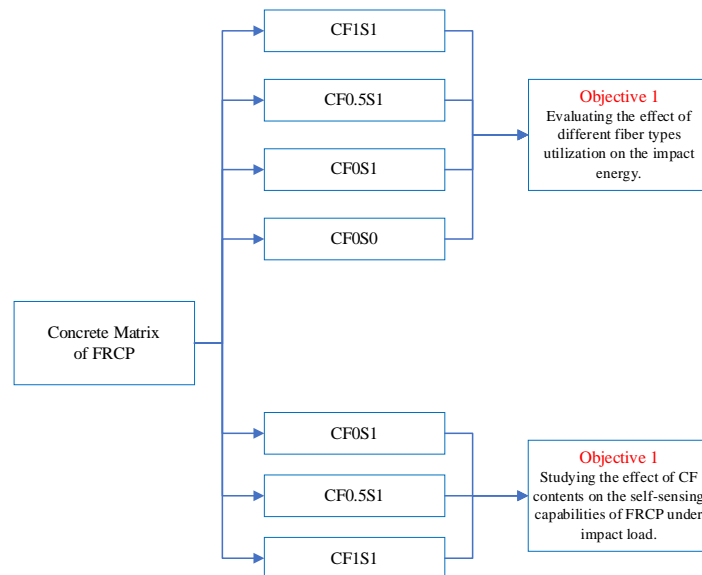 CF1S1
CF0.5S1
CF0S1
CF0S0
Objective 1
Evaluating the effect of
different fiber types
utilization on the impact
energy.
Concrete Matrix
of FRCP
CF0S1
CF0.5S1
CF1S1
Objective 1
Studying the effect of CF
contents on the self-sensing
capabilities of FRCP under
impact load.